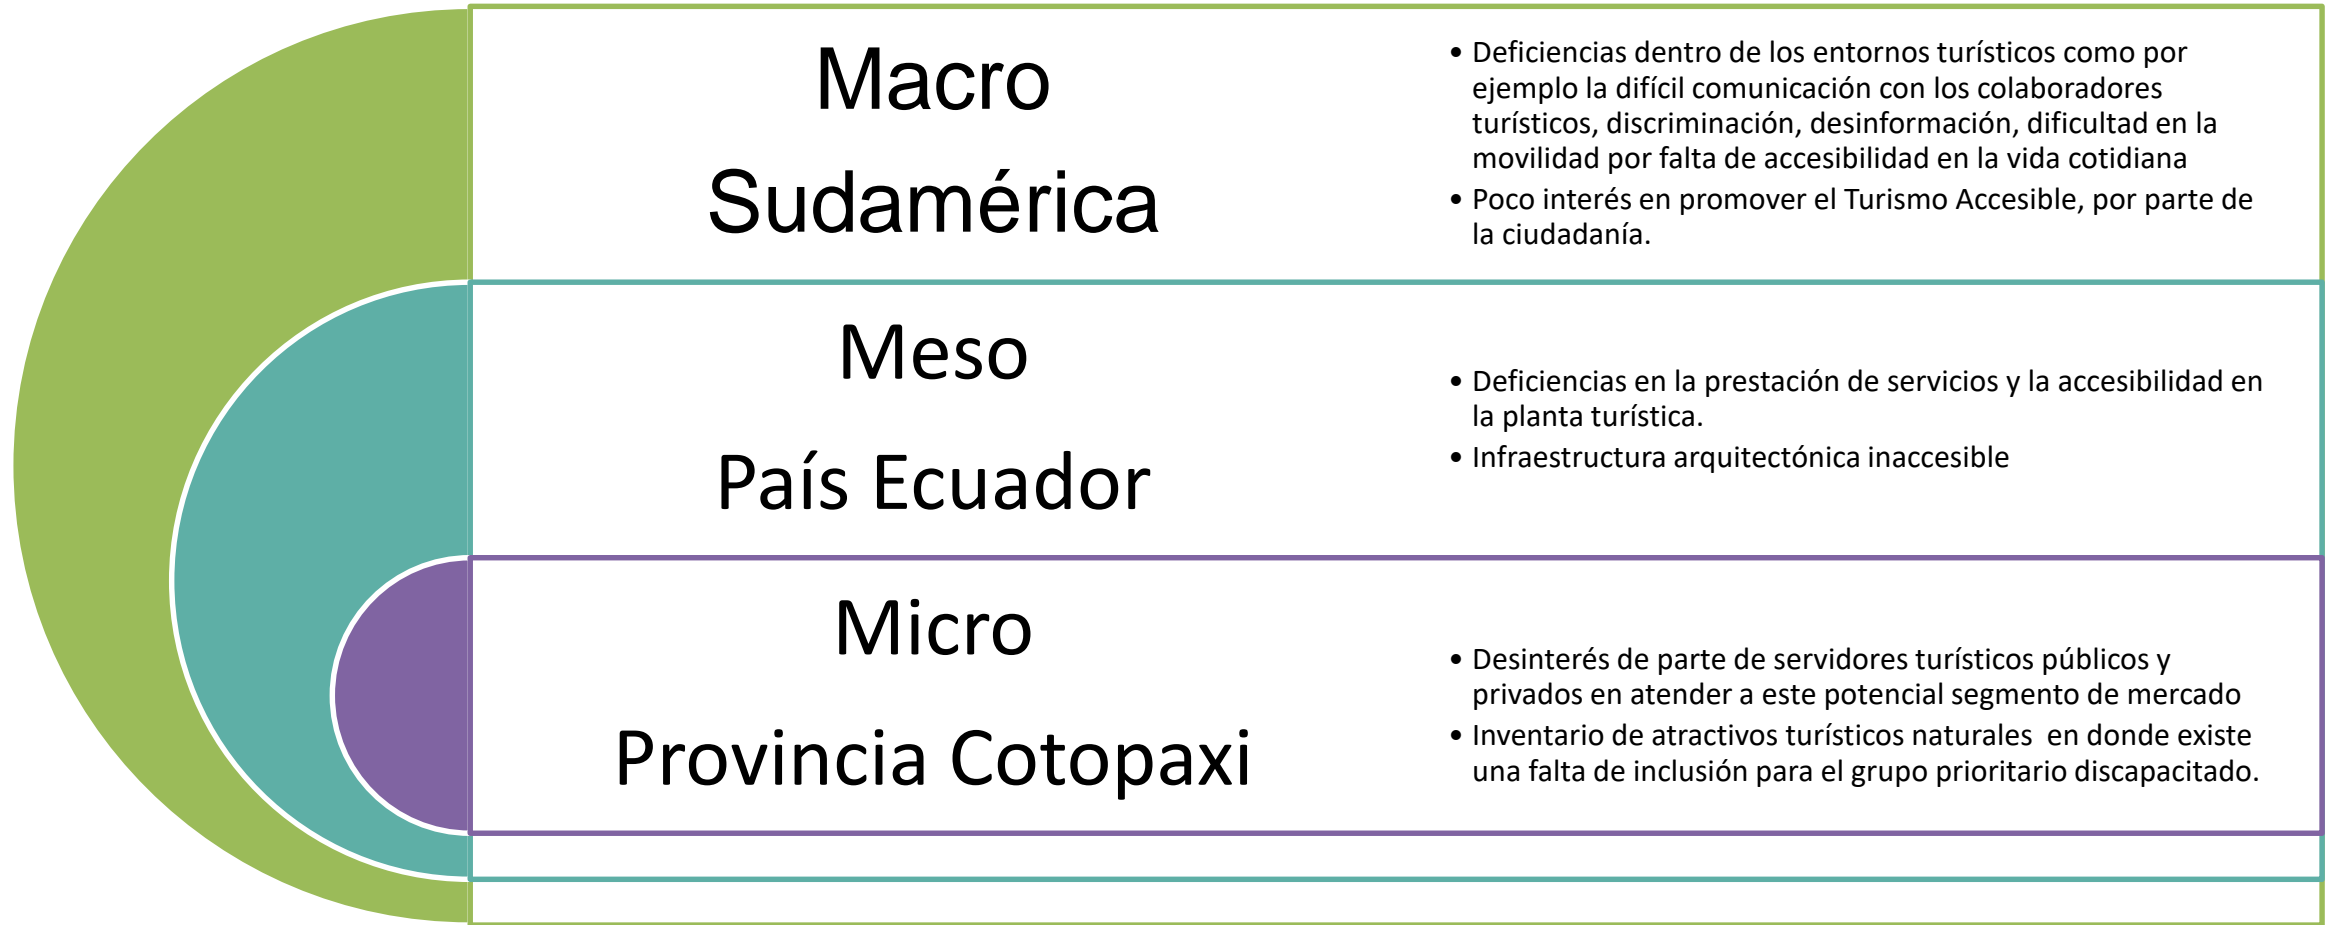 Macro
Sudamérica
• Deficiencias dentro de los entornos turísticos como por
ejemplo la difícil comunicación con los colaboradores
turísticos, discriminación, desinformación, dificultad en la
movilidad por falta de accesibilidad en la vida cotidiana
• Poco interés en promover el Turismo Accesible, por parte de
la ciudadanía.
Meso
País Ecuador
• Deficiencias en la prestación de servicios y la accesibilidad en
la planta turística.
• Infraestructura arquitectónica inaccesible
Micro
Provincia Cotopaxi
• Desinterés de parte de servidores turísticos públicos y
privados en atender a este potencial segmento de mercado
• Inventario de atractivos turísticos naturales  en donde existe
una falta de inclusión para el grupo prioritario discapacitado.